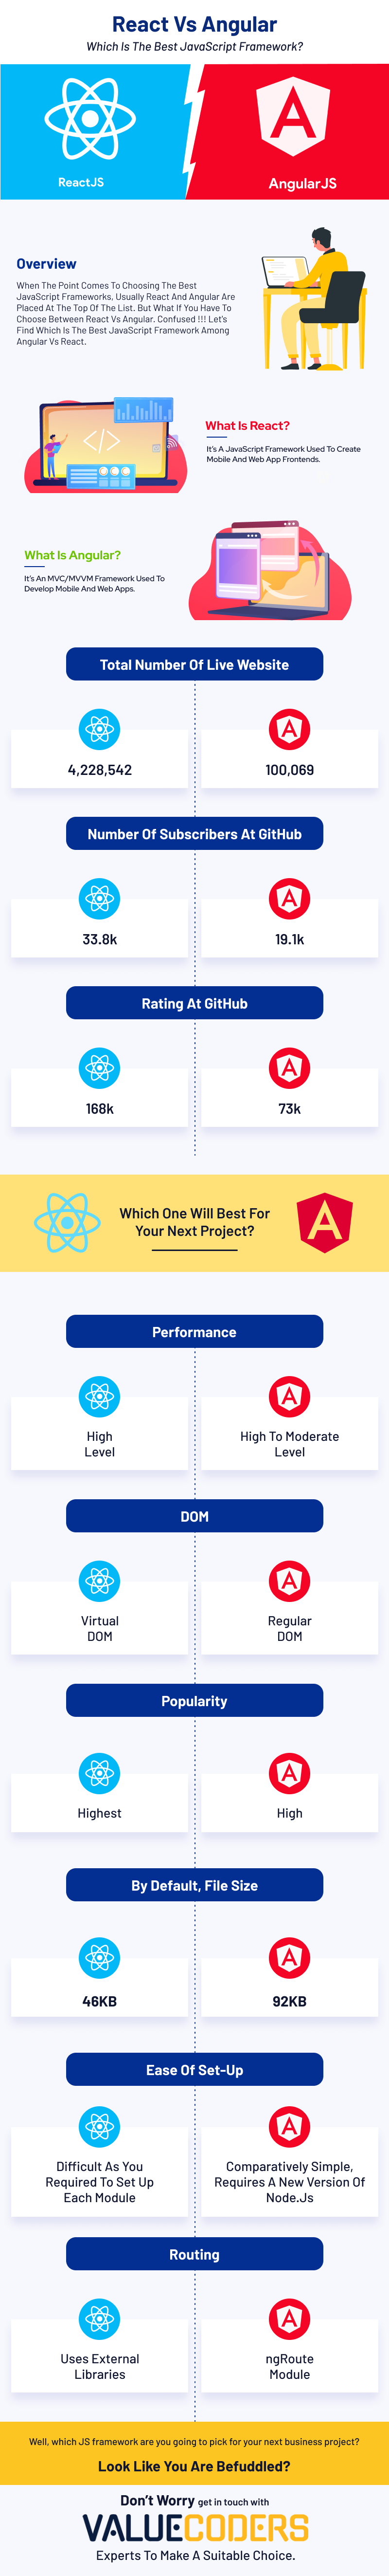 React Vs Angular
Which Is The Best JavaScript Framework?
ReactJS
AngularJS
Overview
When The Point Comes To Choosing The Best
JavaScript Frameworks, Usually React And Angular Are
Placed At The Top Of The List. But What If You Have To
Choose Between React Vs Angular. Confused !!! Let's
Find Which Is The Best JavaScript Framework Among
Angular Vs React.
What Is React?
It's A JavaScript Framework Used To Create
Mobile And Web App Frontends.
What Is Angular?
It's An MVC/MVVM Framework Used To
Develop Mobile And Web Apps.
Total Number Of Live Website
4,228,542
100,069
Number Of Subscribers At GitHub
33.8k
19.1k
Rating At GitHub
168k
73k
Which One Will Best For
Your Next Project?
Performance
High
Level
High To Moderate
Level
DOM
Virtual
DOM
Regular
DOM
Popularity
Highest
High
By Default, File Size
46KB
92KB
Ease Of Set-Up
Difficult As You
Required To Set Up
Each Module
Comparatively Simple,
Requires A New Version Of
Node.Js
Routing
Uses External
Libraries
ngRoute
Module
Well, which JS framework are you going to pick for your next business project?
Look Like You Are Befuddled?
Don't Worry get in touch with
VALUECODERS
Experts To Make A Suitable Choice.